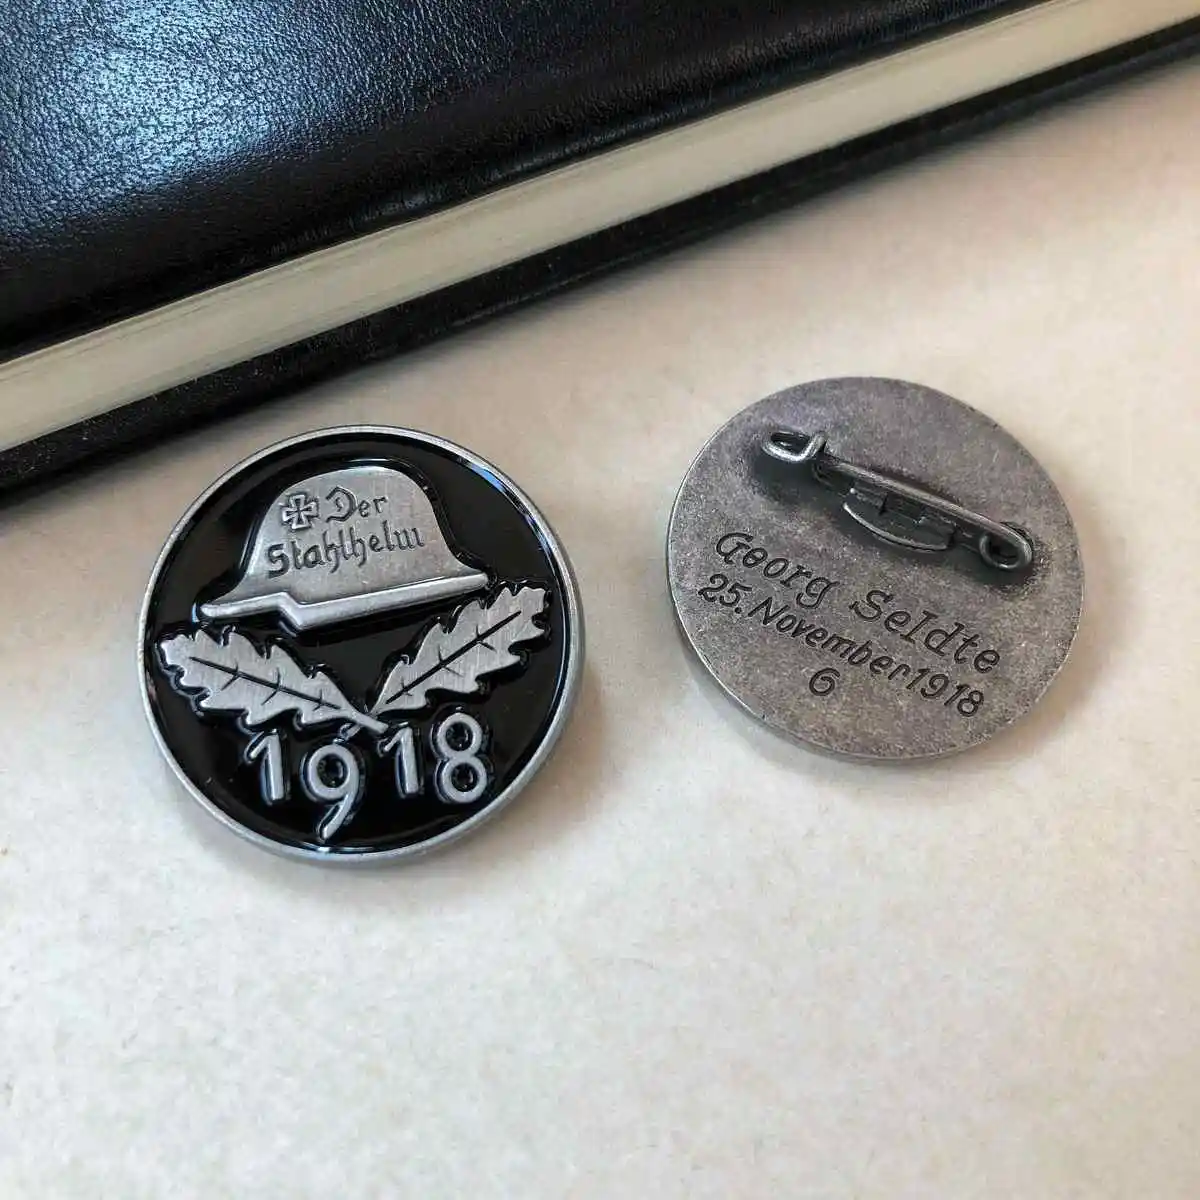 Der
Stahlhelm
1918
Georg Seldte
25.November1918
6